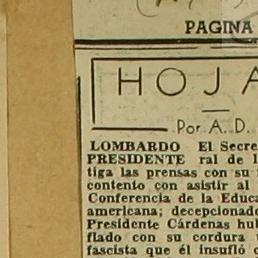 PAGINA
HOJA
Por A. D.
LOMBARDO El Secre
PRESIDENTE ral de l
tiga las prensas con su
contento con asistir al
Conferencia de la Educa
americana; decepcionado
Presidente Cárdenas hu
flado con su cordura
fascista que él insufló